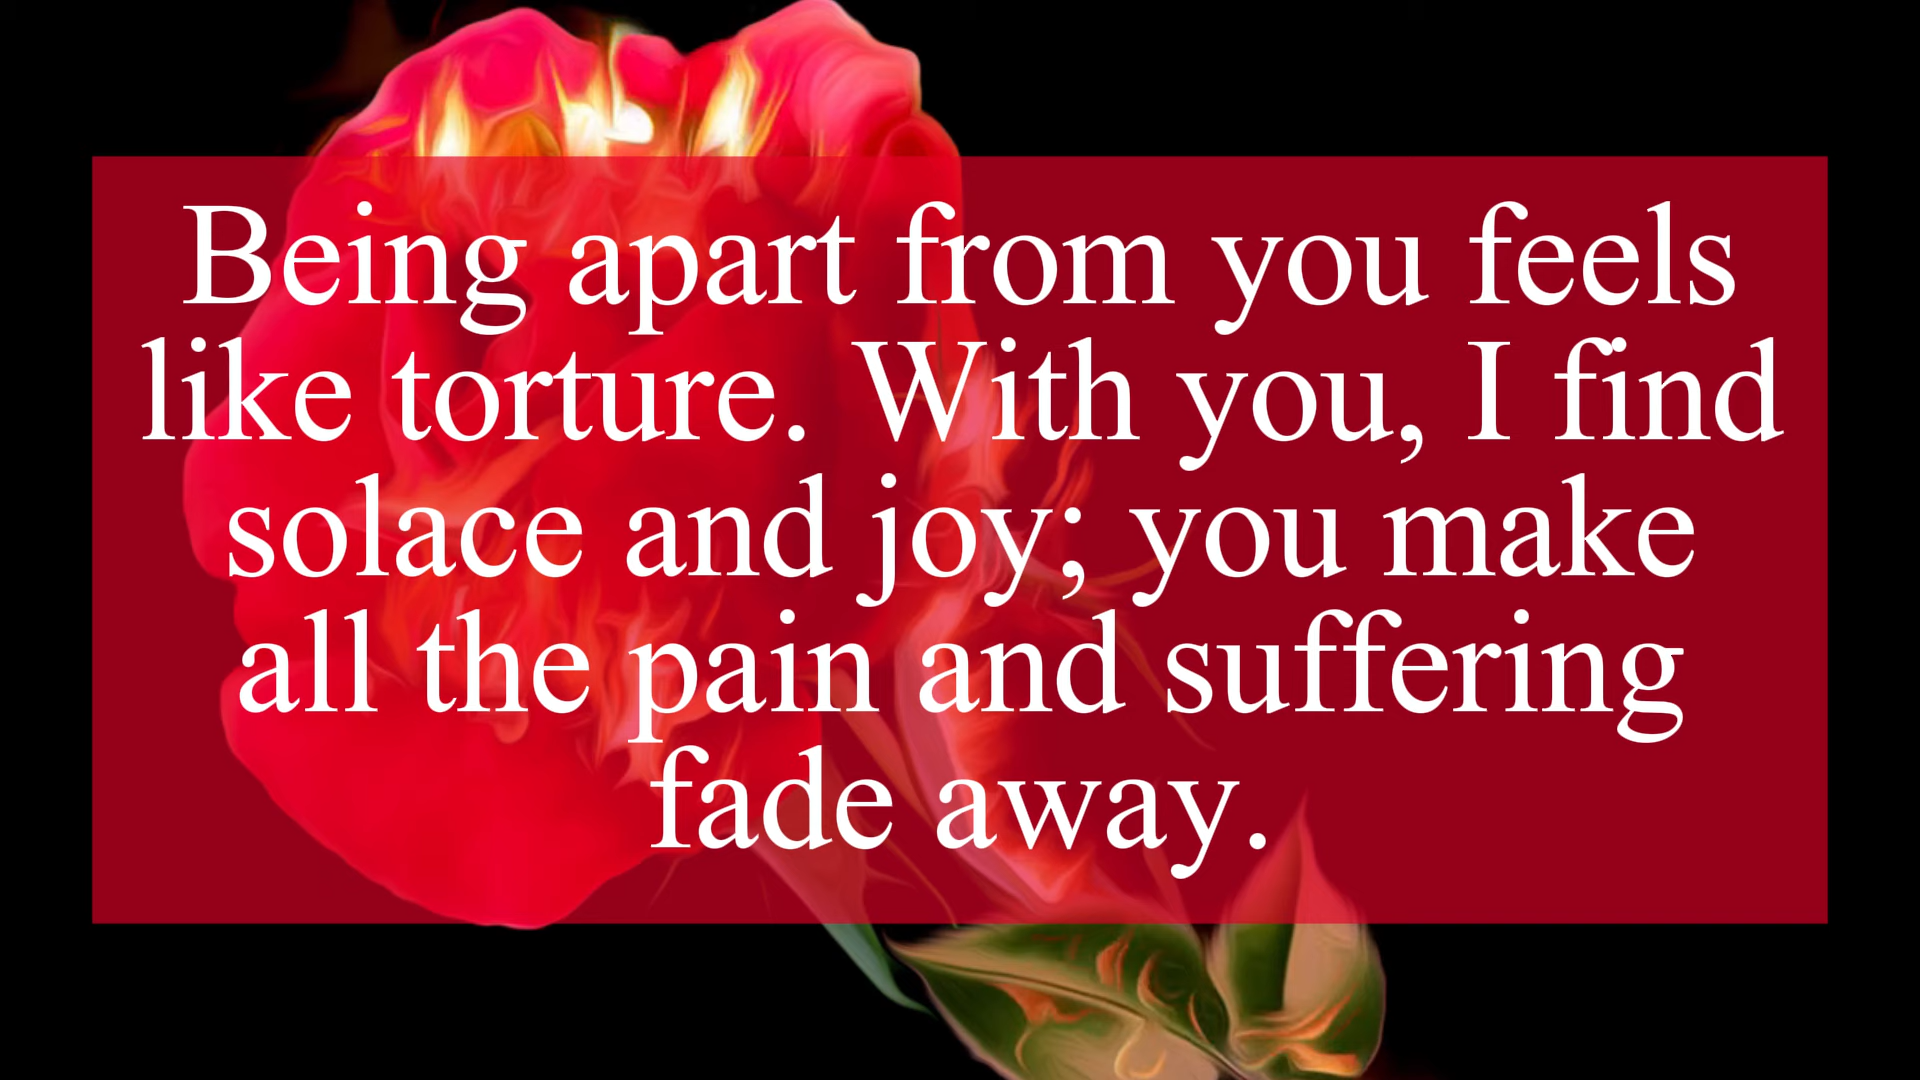 Being apart from you feels
like torture. With you, I find
solace and joy; you make
all the pain and suffering
fade away.